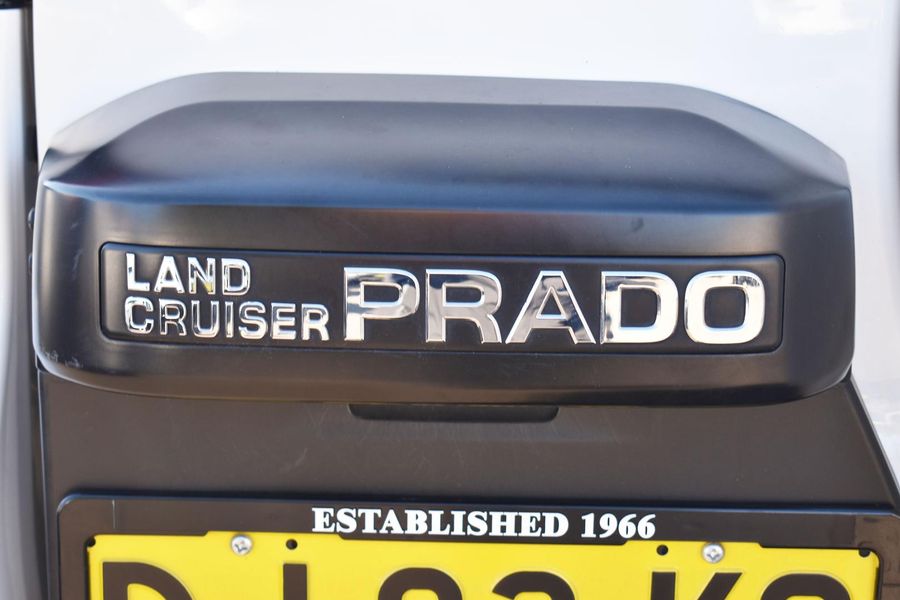 LAND
CRUISER PRADO
ESTABLISHED 1966